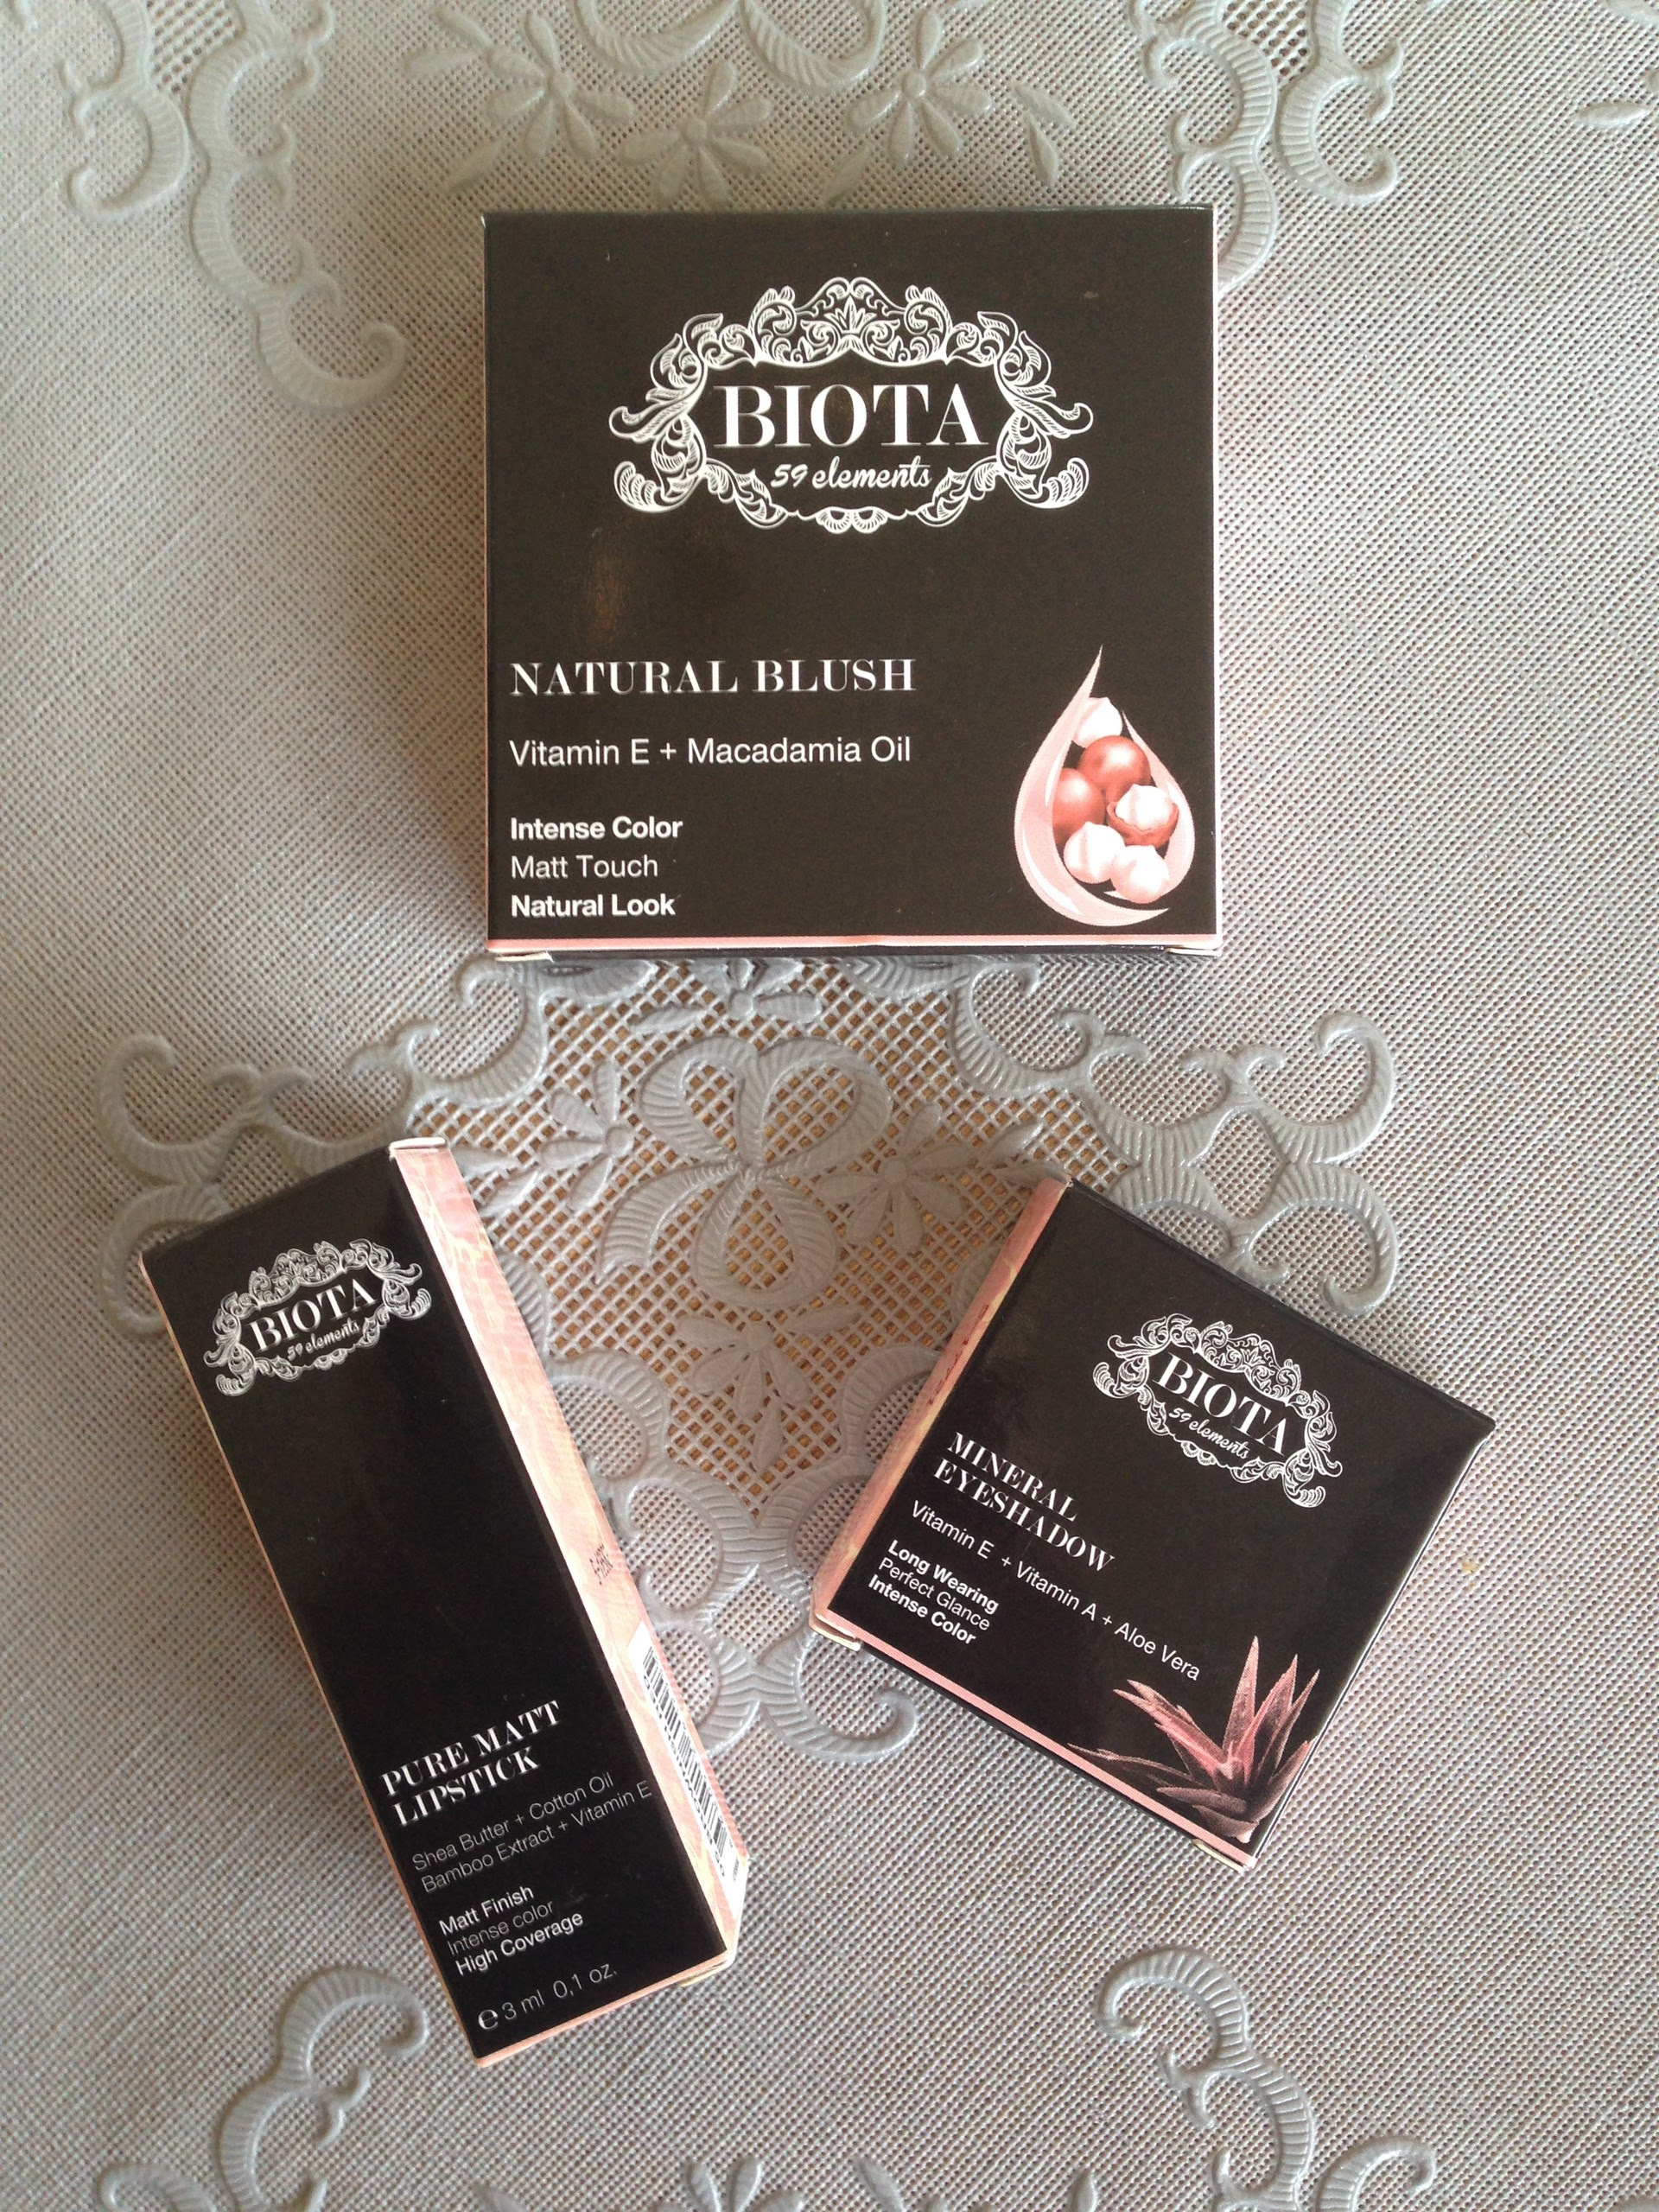 BIOTA
59 elements
NATURAL BLUSH
Vitamin E + Macadamia Oil
Intense Color
Matt Touch
Natural Look
BIOTA
59 elements
PURE MATT
LIPSTICK
Shea Butter + Cotton Oil
Bamboo Extract + Vitamin E
Matt Finish
Intense color
High Coverage
e 3 ml 0,1 oz.
BIOTA
59 elements
MINERAL
EYESHADOW
Vitamin E + Vitamin A + Aloe Vera
Long Wearing
Perfect Glance
Intense Color